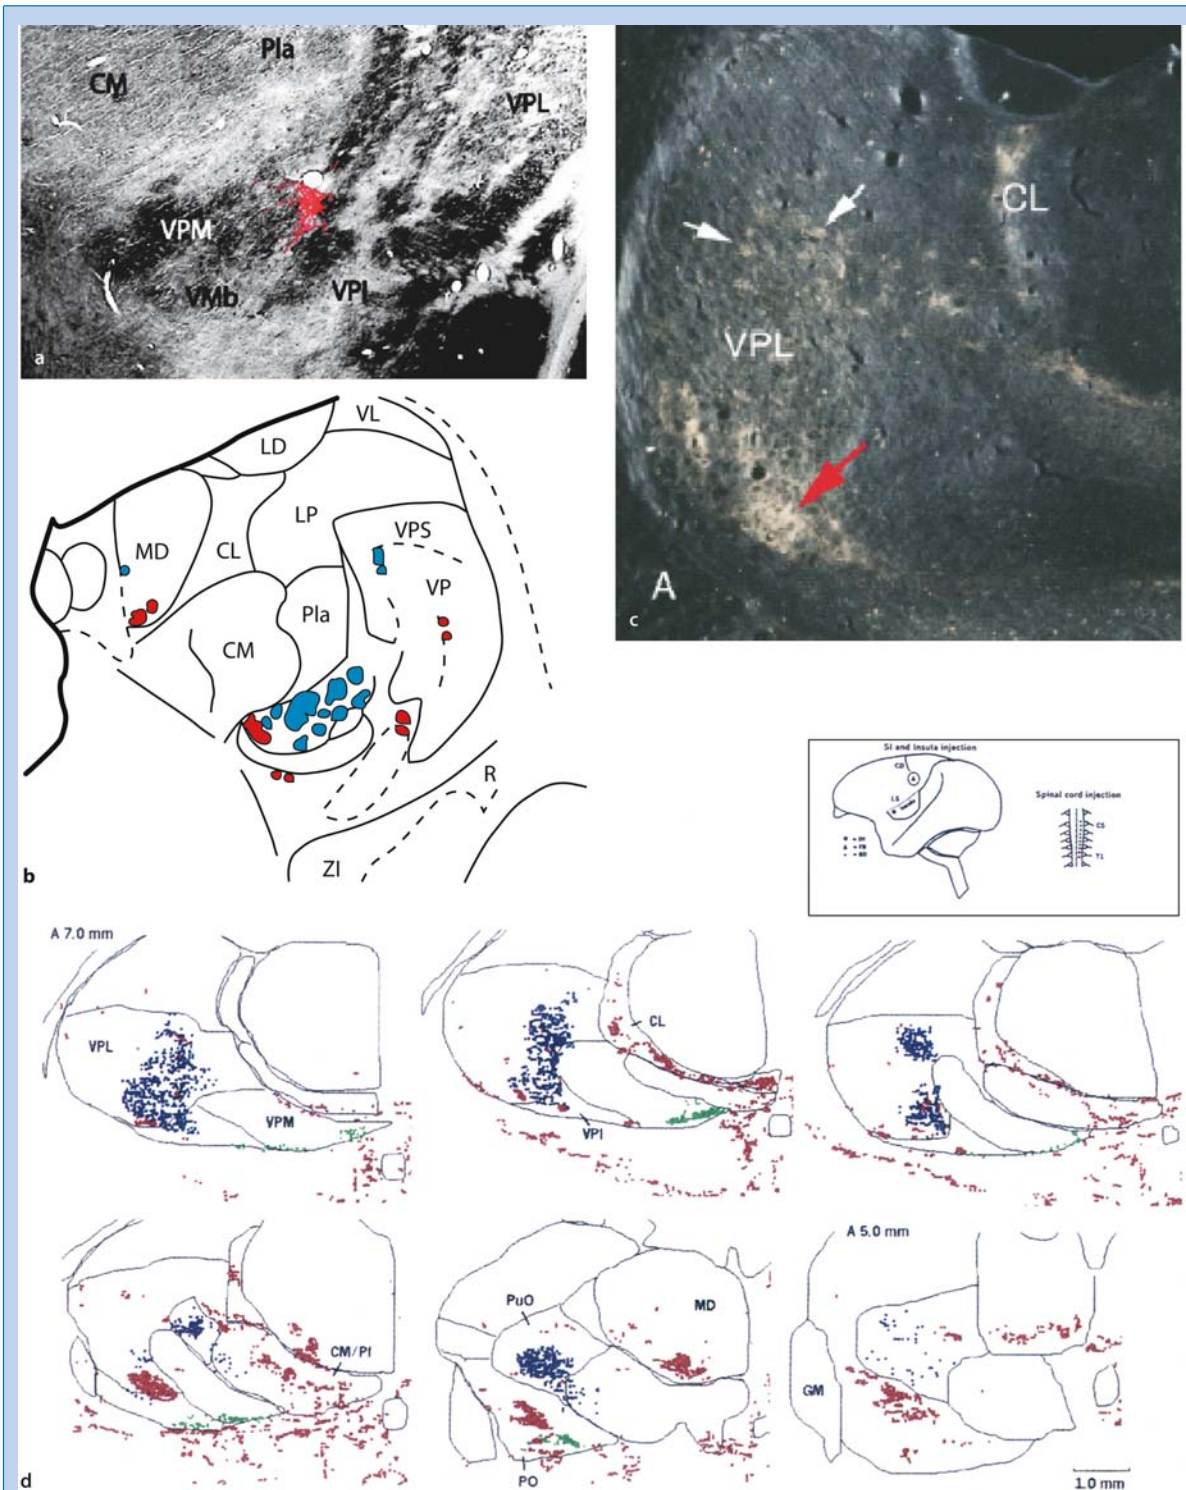 Pla
CM
VPL
VPM
VMb
VPI
a
CL
VPL
A
c
VL
LD
LP
MD
CL
VPS
VP
Pla
CM
R
ZI
b
SI and Insula injection
CD
A
LS
Spinal cord injection
C5
T1
A 7.0 mm
VPL
VPM
CL
VPI
CM/Pf
PuO
MD
PO
A 5.0 mm
GM
1.0 mm
d